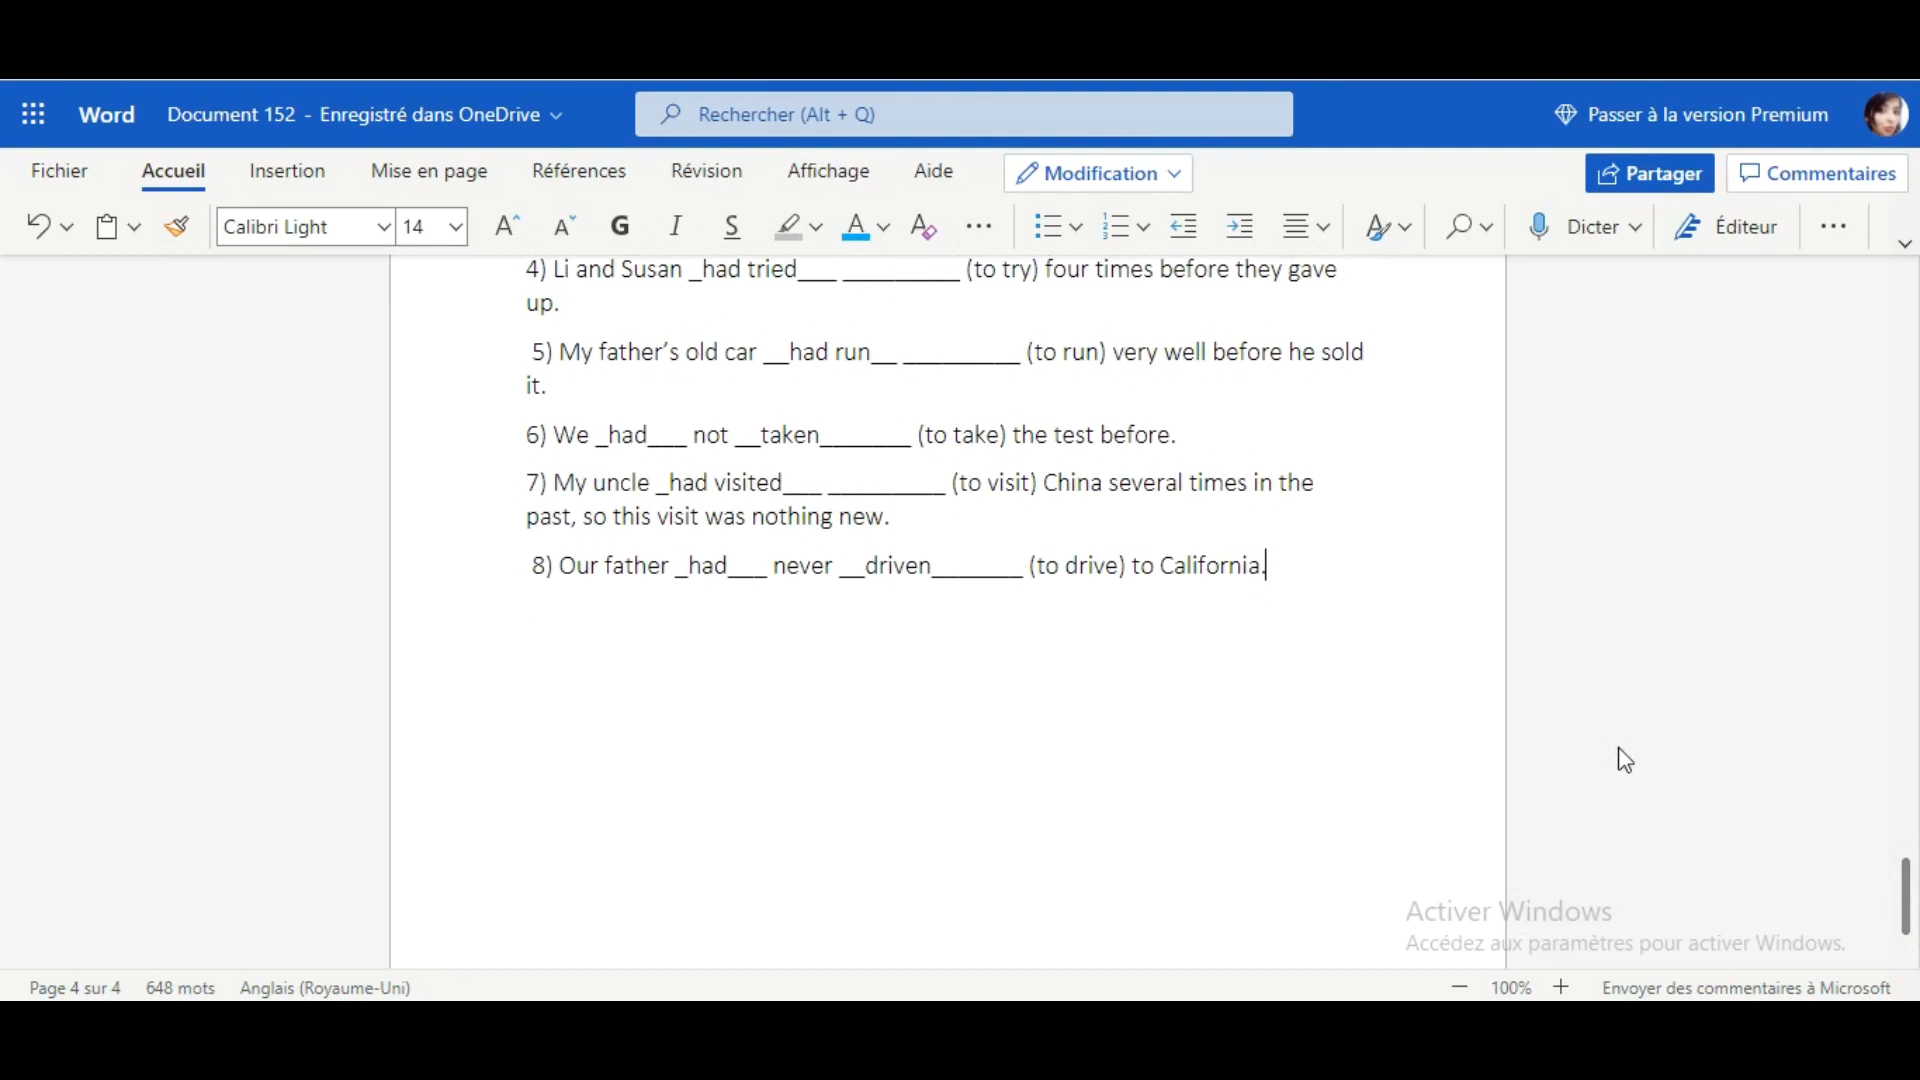 Word Document 152 - Enregistré dans OneDrive Rechercher (Alt + Q) Passer à la version Premium
Fichier Accueil Insertion Mise en page Références Révision Affichage Aide Modification Partager Commentaires
Calibri Light 14 A A G I S A A Dicter Éditeur
4) Li and Susan _had tried___ _________ (to try) four times before they gave
up.
5) My father’s old car __had run__ _________ (to run) very well before he sold
it.
6) We _had___ not __taken_______ (to take) the test before.
7) My uncle _had visited___ _________ (to visit) China several times in the
past, so this visit was nothing new.
8) Our father _had___ never __driven_______ (to drive) to California.
Activer Windows
Accédez aux paramètres pour activer Windows.
Page 4 sur 4 648 mots Anglais (Royaume-Uni) 100% Envoyer des commentaires à Microsoft